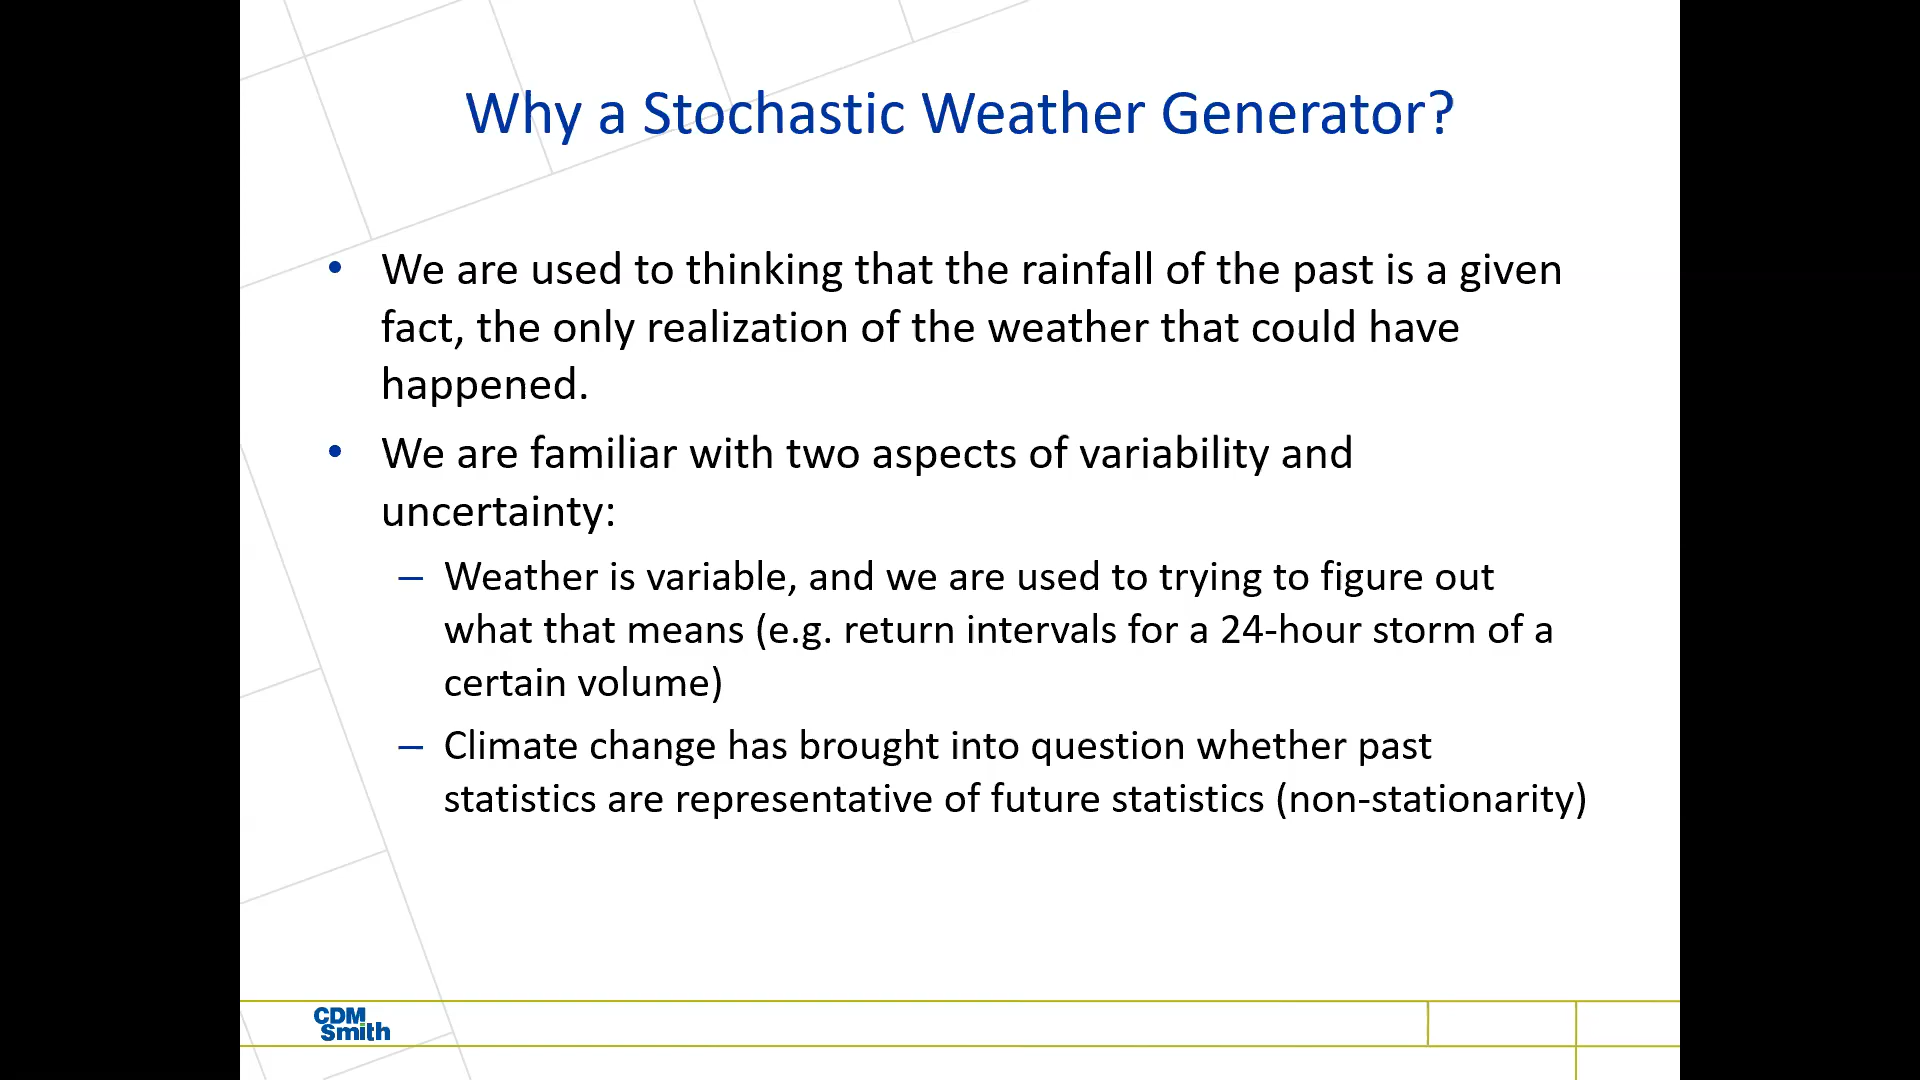 Why a Stochastic Weather Generator?
• We are used to thinking that the rainfall of the past is a given
fact, the only realization of the weather that could have
happened.
• We are familiar with two aspects of variability and
uncertainty:
– Weather is variable, and we are used to trying to figure out
what that means (e.g. return intervals for a 24-hour storm of a
certain volume)
– Climate change has brought into question whether past
statistics are representative of future statistics (non-stationarity)
CDM
Smith